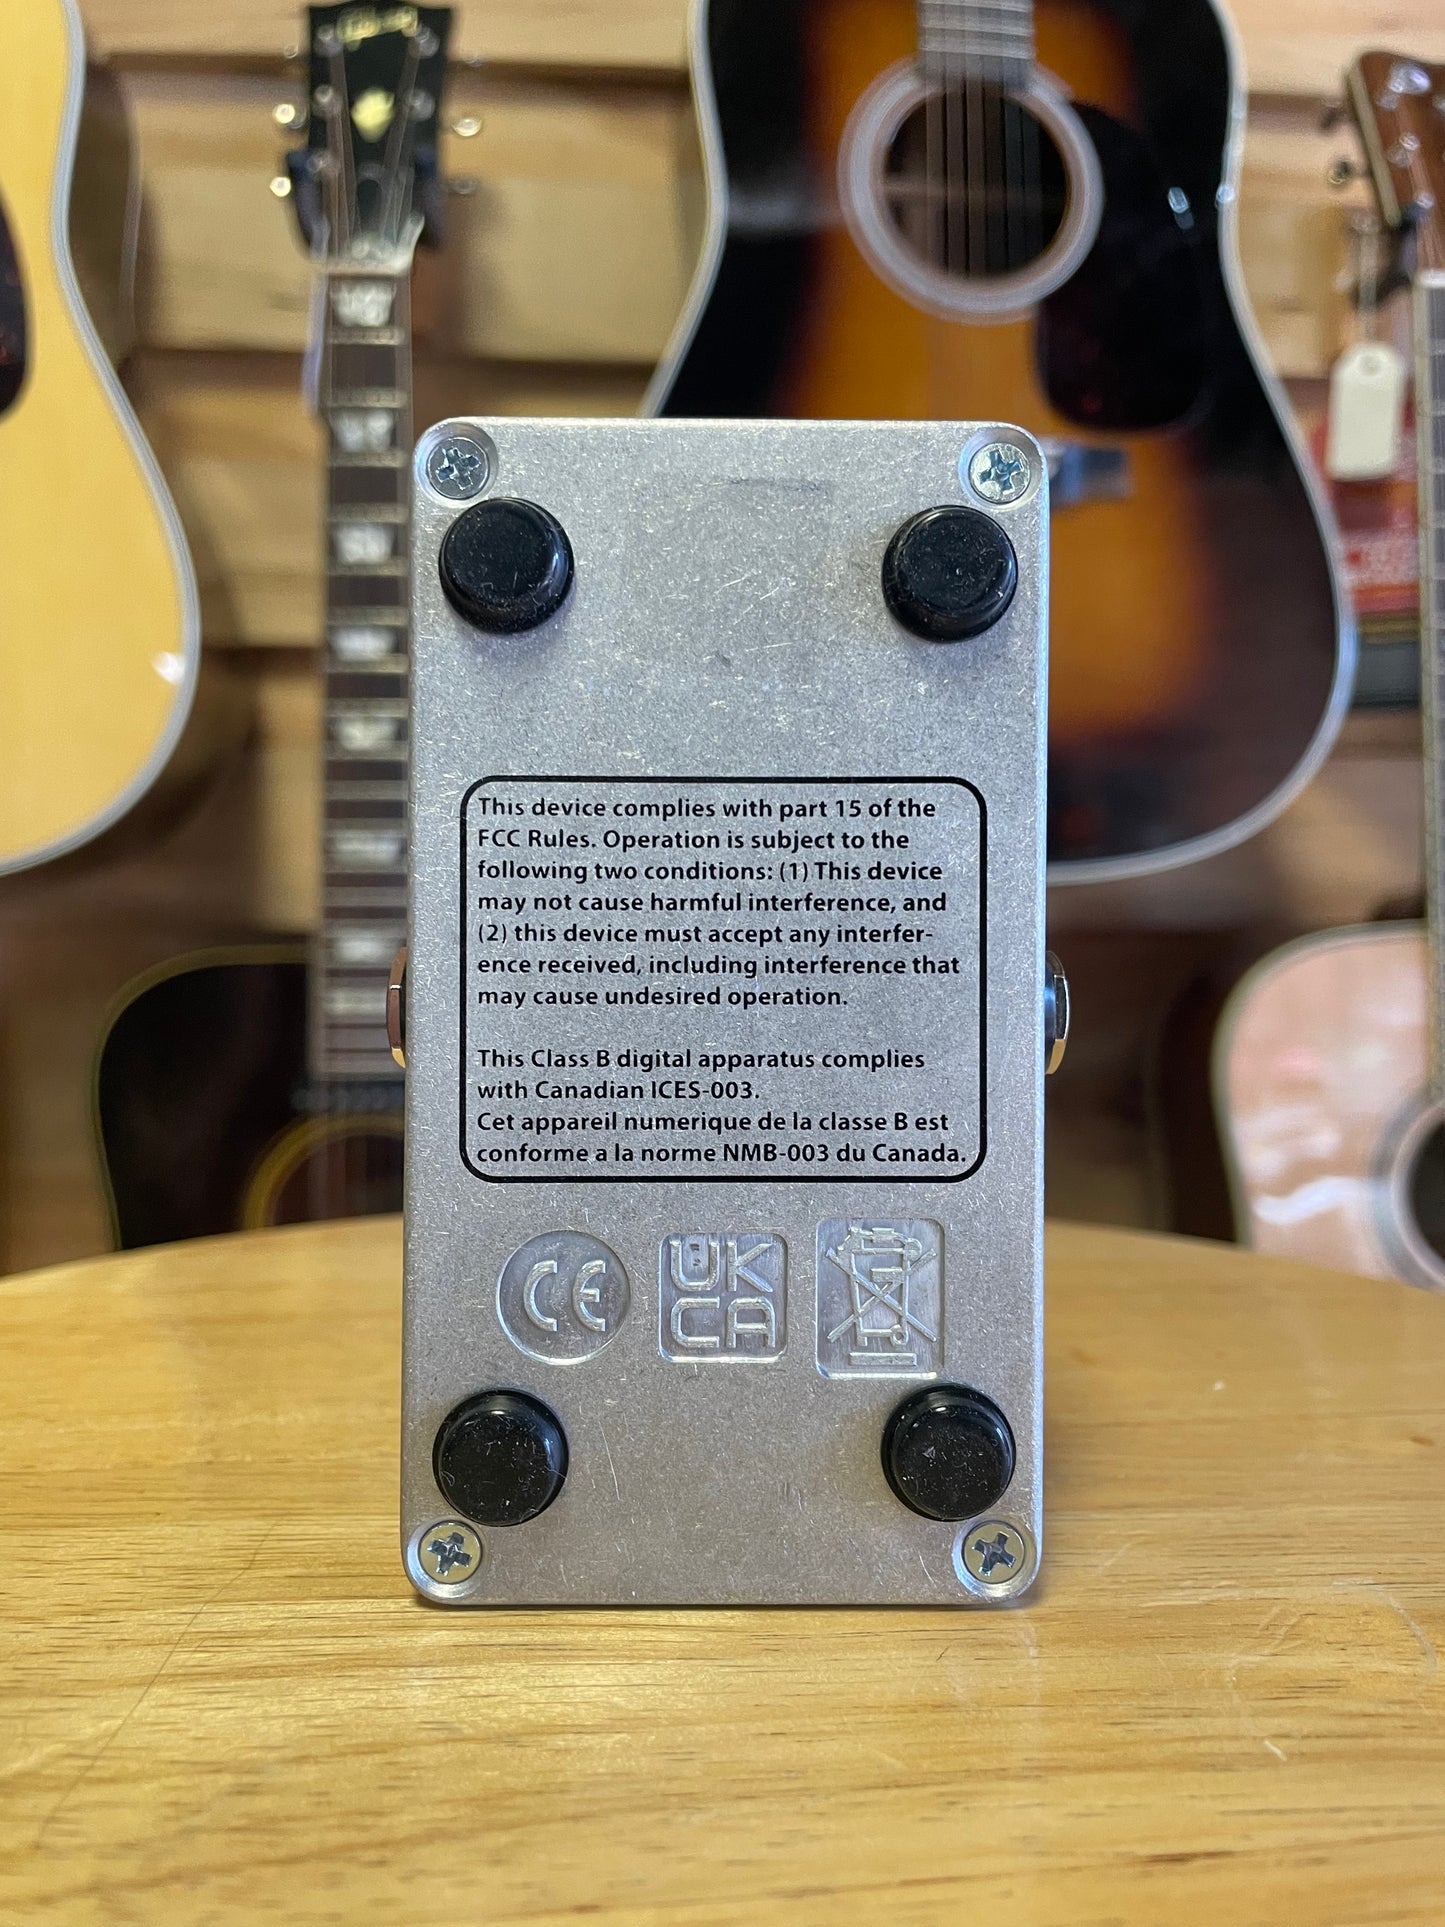 Gibson
This device complies with part 15 of the
FCC Rules. Operation is subject to the
following two conditions: (1) This device
may not cause harmful interference, and
(2) this device must accept any interfer-
ence received, including interference that
may cause undesired operation.
This Class B digital apparatus complies
with Canadian ICES-003.
Cet appareil numerique de la classe B est
conforme a la norme NMB-003 du Canada.
CE
UK
CA